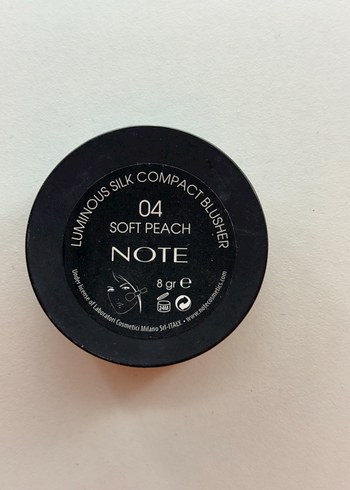 LUMINOUS SILK COMPACT BLUSHER
04
SOFT PEACH
NOTE
8 gr e
24M
Under license of Laboratori Cosmetici Milano Srl-ITALY. • www.notecosmetics.com